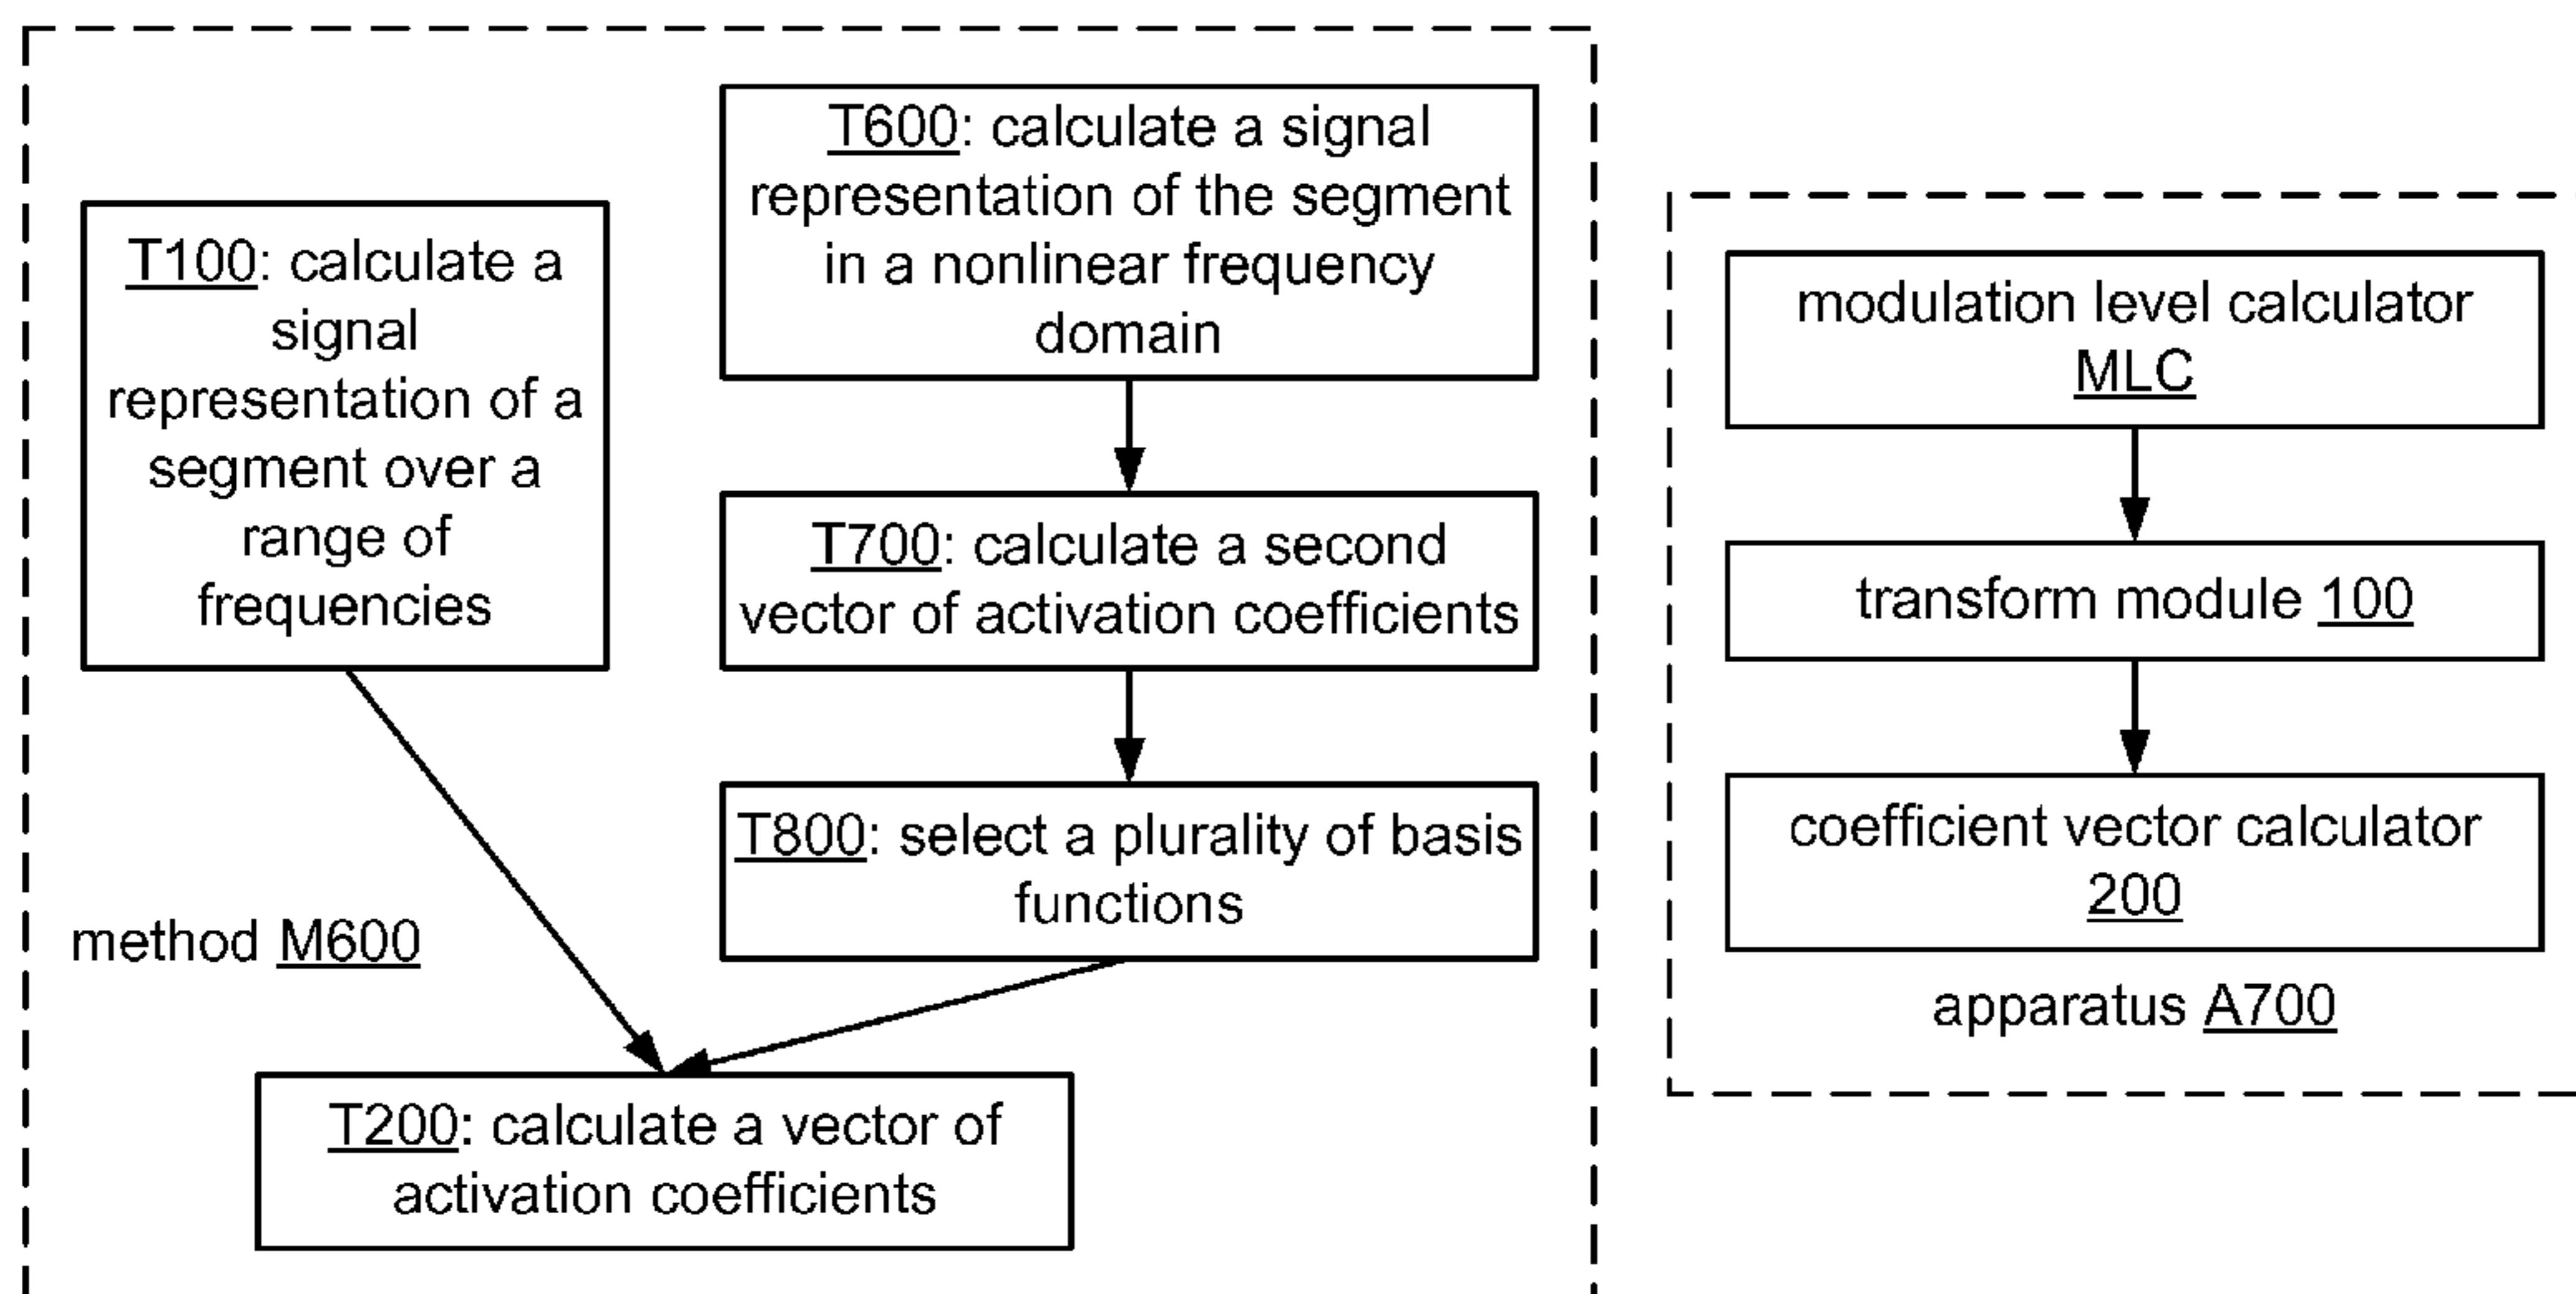 T100: calculate a
signal
representation of a
segment over a
range of
frequencies
T600: calculate a signal
representation of the segment
in a nonlinear frequency
domain
T700: calculate a second
vector of activation coefficients
T800: select a plurality of basis
functions
method M600
T200: calculate a vector of
activation coefficients
modulation level calculator
MLC
transform module 100
coefficient vector calculator
200
apparatus A700